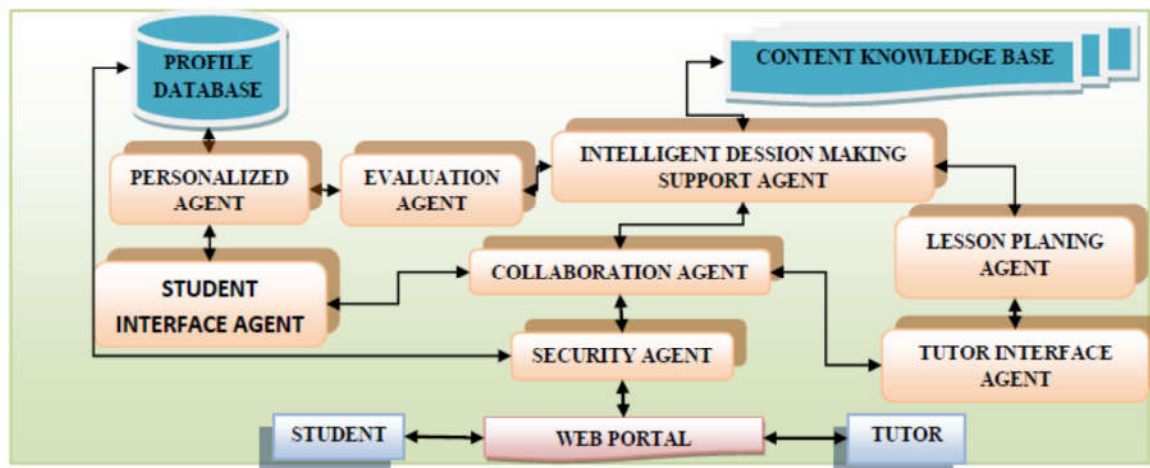 PROFILE
DATABASE
CONTENT KNOWLEDGE BASE
INTELLIGENT DESSION MAKING
SUPPORT AGENT
PERSONALIZED
AGENT
EVALUATION
AGENT
LESSON PLANING
AGENT
STUDENT
INTERFACE AGENT
COLLABORATION AGENT
SECURITY AGENT
TUTOR INTERFACE
AGENT
STUDENT
WEB PORTAL
TUTOR